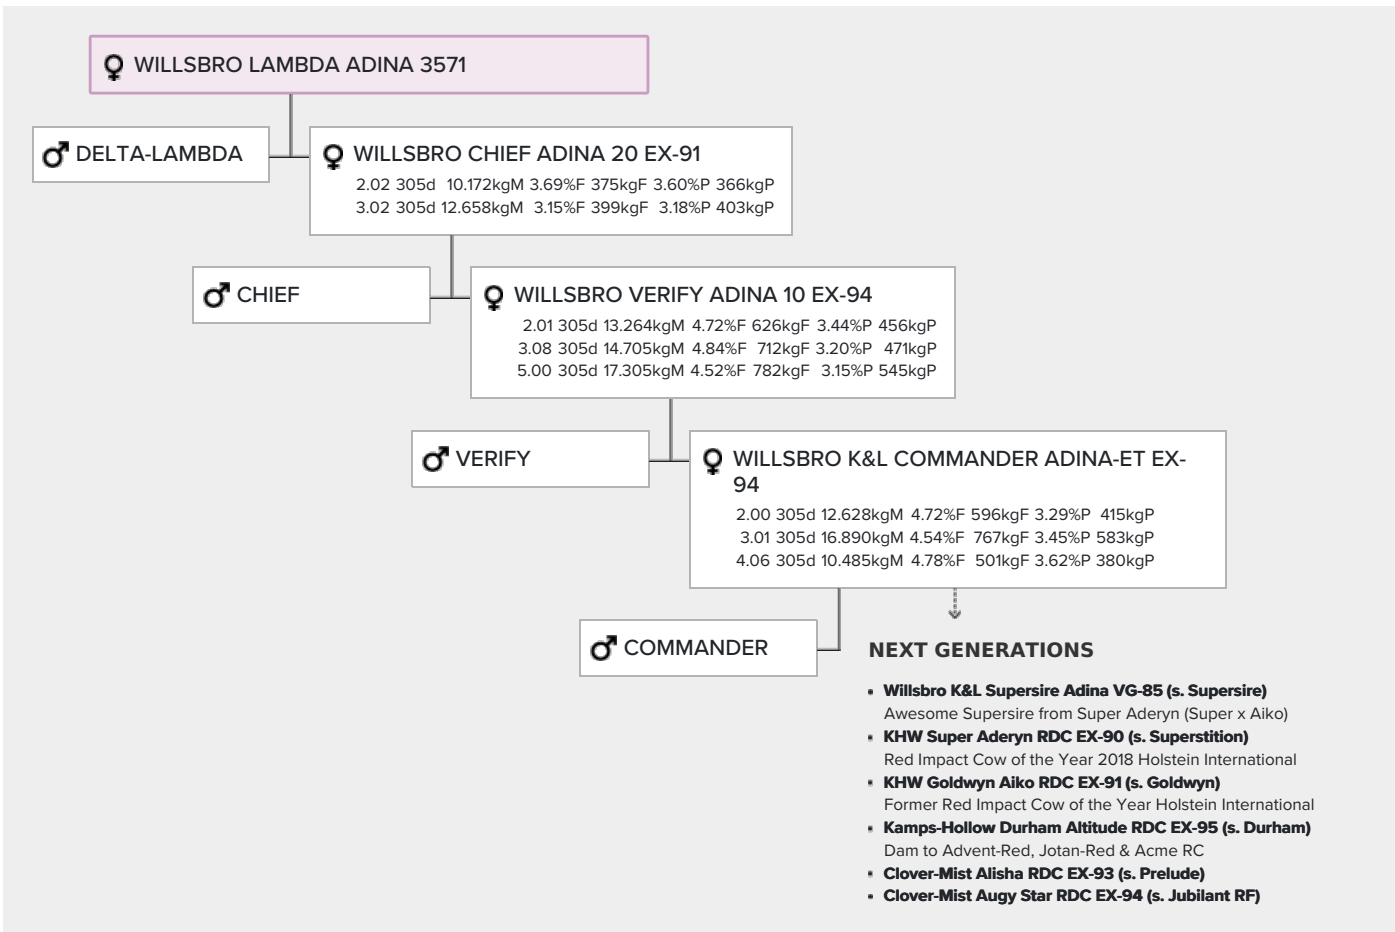 WILLSBRO LAMBDA ADINA 3571
DELTA-LAMBDA
WILLSBRO CHIEF ADINA 20 EX-91
2.02 305d 10.172kgM 3.69%F 375kgF 3.60%P 366kgP
3.02 305d 12.658kgM 3.15%F 399kgF 3.18%P 403kgP
CHIEF
WILLSBRO VERIFY ADINA 10 EX-94
2.01 305d 13.264kgM 4.72%F 626kgF 3.44%P 456kgP
3.08 305d 14.705kgM 4.84%F 712kgF 3.20%P 471kgP
5.00 305d 17.305kgM 4.52%F 782kgF 3.15%P 545kgP
VERIFY
WILLSBRO K&L COMMANDER ADINA-ET EX-
94
2.00 305d 12.628kgM 4.72%F 596kgF 3.29%P 415kgP
3.01 305d 16.890kgM 4.54%F 767kgF 3.45%P 583kgP
4.06 305d 10.485kgM 4.78%F 501kgF 3.62%P 380kgP
COMMANDER
NEXT GENERATIONS
Willsbro K&L Supersire Adina VG-85 (s. Supersire)
Awesome Supersire from Super Aderyn (Super x Aiko)
KHW Super Aderyn RDC EX-90 (s. Superstition)
Red Impact Cow of the Year 2018 Holstein International
KHW Goldwyn Aiko RDC EX-91 (s. Goldwyn)
Former Red Impact Cow of the Year Holstein International
Kamps-Hollow Durham Altitude RDC EX-95 (s. Durham)
Dam to Advent-Red, Jotan-Red & Acme RC
Clover-Mist Alisha RDC EX-93 (s. Prelude)
Clover-Mist Augy Star RDC EX-94 (s. Jubilant RF)